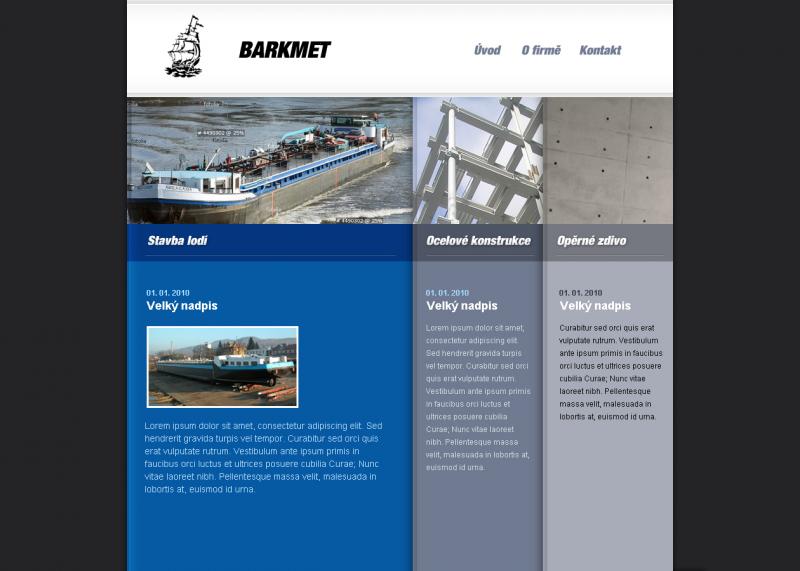 BARKMET
Úvod
O firmě
Kontakt
fotolia
# 4490302 @ 25%
fotolia
# 4490302 @ 25%
Stavba lodí
Ocelové konstrukce
Opěrné zdivo
01. 01. 2010
Velký nadpis
Lorem ipsum dolor sit amet, consectetur adipiscing elit. Sed
hendrerit gravida turpis vel tempor. Curabitur sed orci quis
erat vulputate rutrum. Vestibulum ante ipsum primis in
faucibus orci luctus et ultrices posuere cubilia Curae; Nunc
vitae laoreet nibh. Pellentesque massa velit, malesuada in
lobortis at, euismod id urna.
01. 01. 2010
Velký nadpis
Lorem ipsum dolor sit amet,
consectetur adipiscing elit.
Sed hendrerit gravida turpis
vel tempor. Curabitur sed orci
quis erat vulputate rutrum.
Vestibulum ante ipsum primis
in faucibus orci luctus et
ultrices posuere cubilia
Curae; Nunc vitae laoreet
nibh. Pellentesque massa
velit, malesuada in lobortis at,
euismod id urna.
01. 01. 2010
Velký nadpis
Curabitur sed orci quis erat
vulputate rutrum. Vestibulum
ante ipsum primis in faucibus
orci luctus et ultrices posuere
cubilia Curae; Nunc vitae
laoreet nibh. Pellentesque
massa velit, malesuada in
lobortis at, euismod id urna.